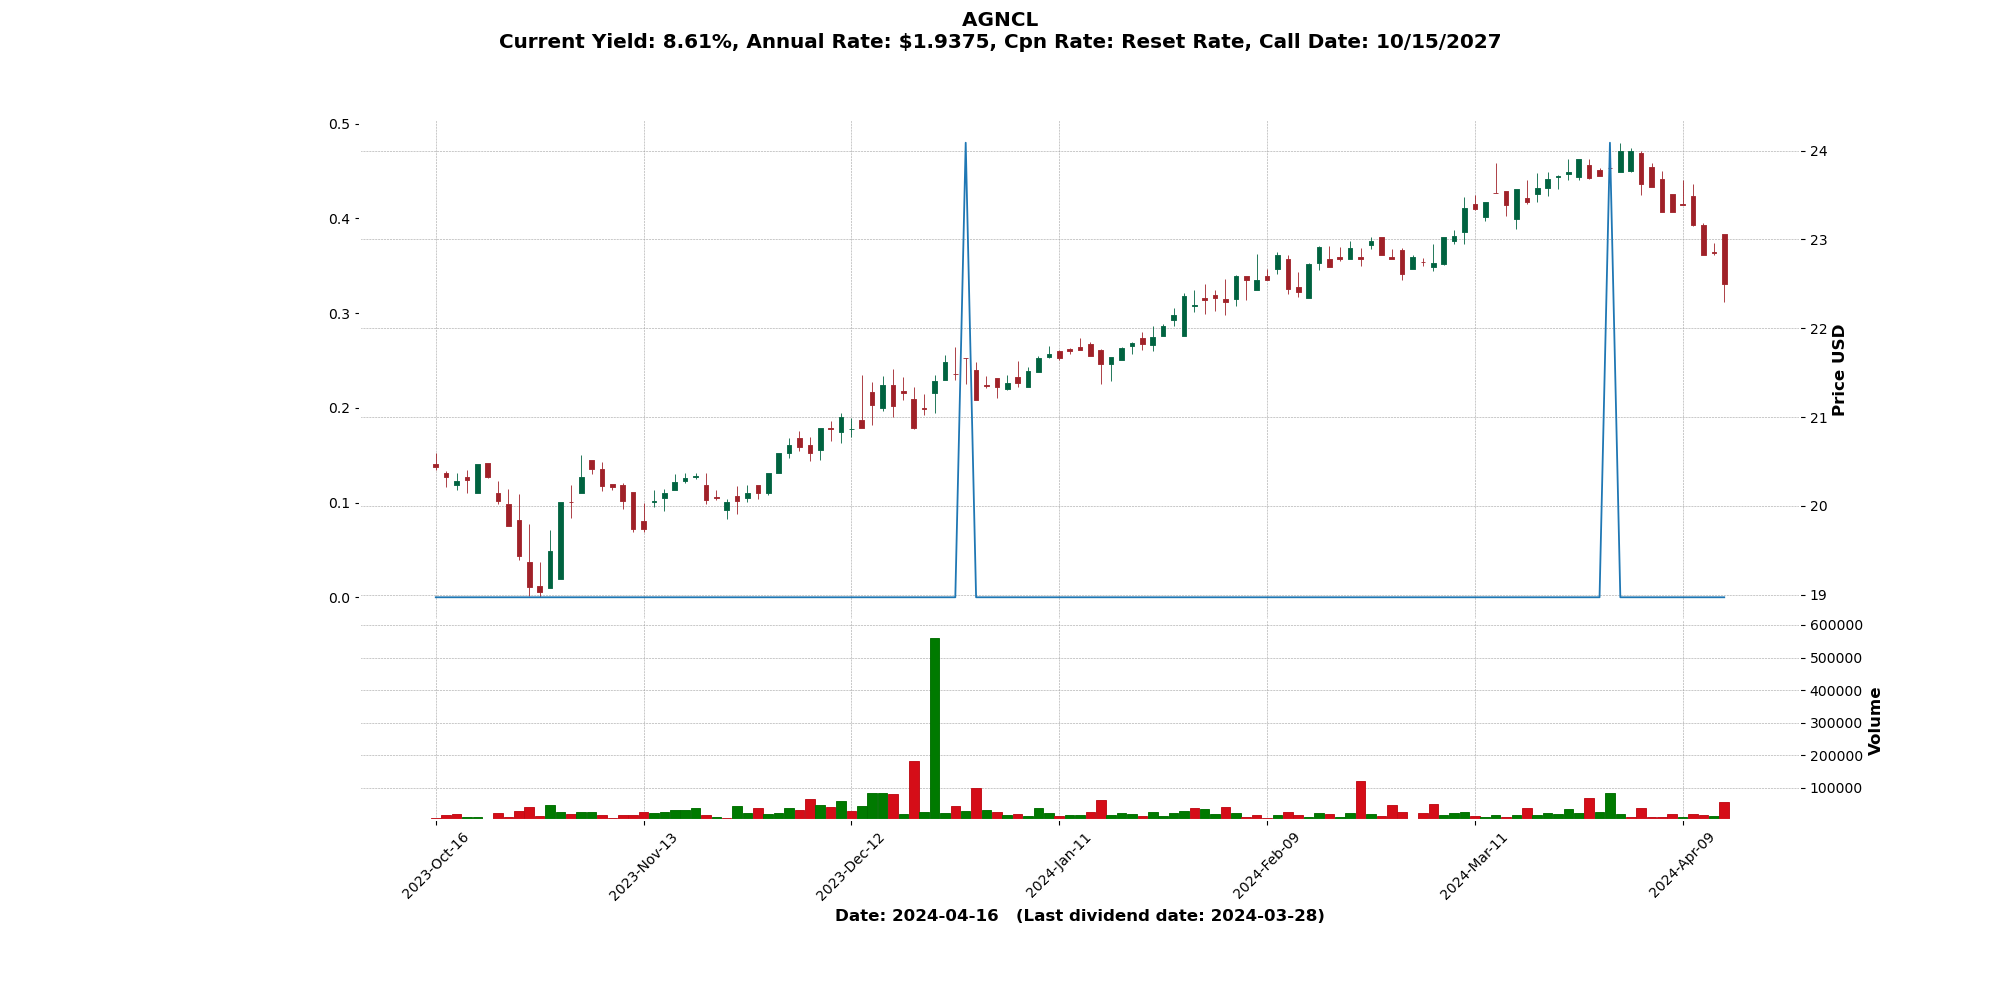 AGNCL
Current Yield: 8.61%, Annual Rate: $1.9375, Cpn Rate: Reset Rate, Call Date: 10/15/2027
0.5
0.4
0.3
0.2
0.1
0.0
24
23
22
21
20
19
Price USD
600000
500000
400000
300000
200000
100000
Volume
2023-Oct-16
2023-Nov-13
2023-Dec-12
2024-Jan-11
2024-Feb-09
2024-Mar-11
2024-Apr-09
Date: 2024-04-16 (Last dividend date: 2024-03-28)